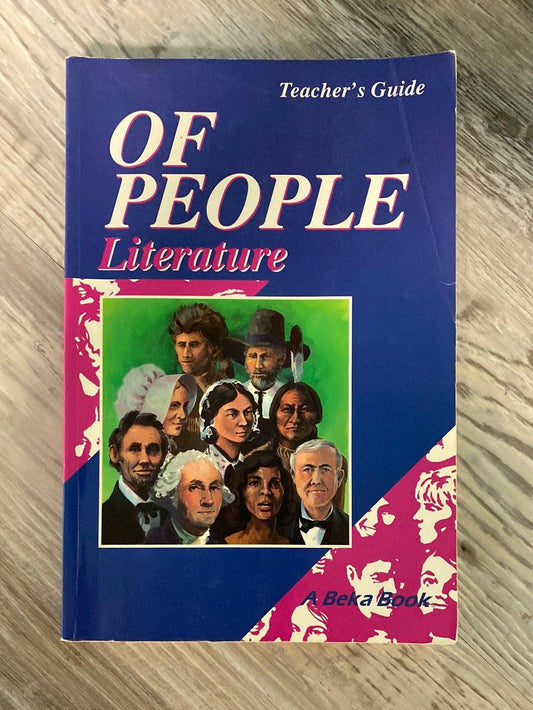 Teacher's Guide
OF
PEOPLE
Literature
A Beka Book